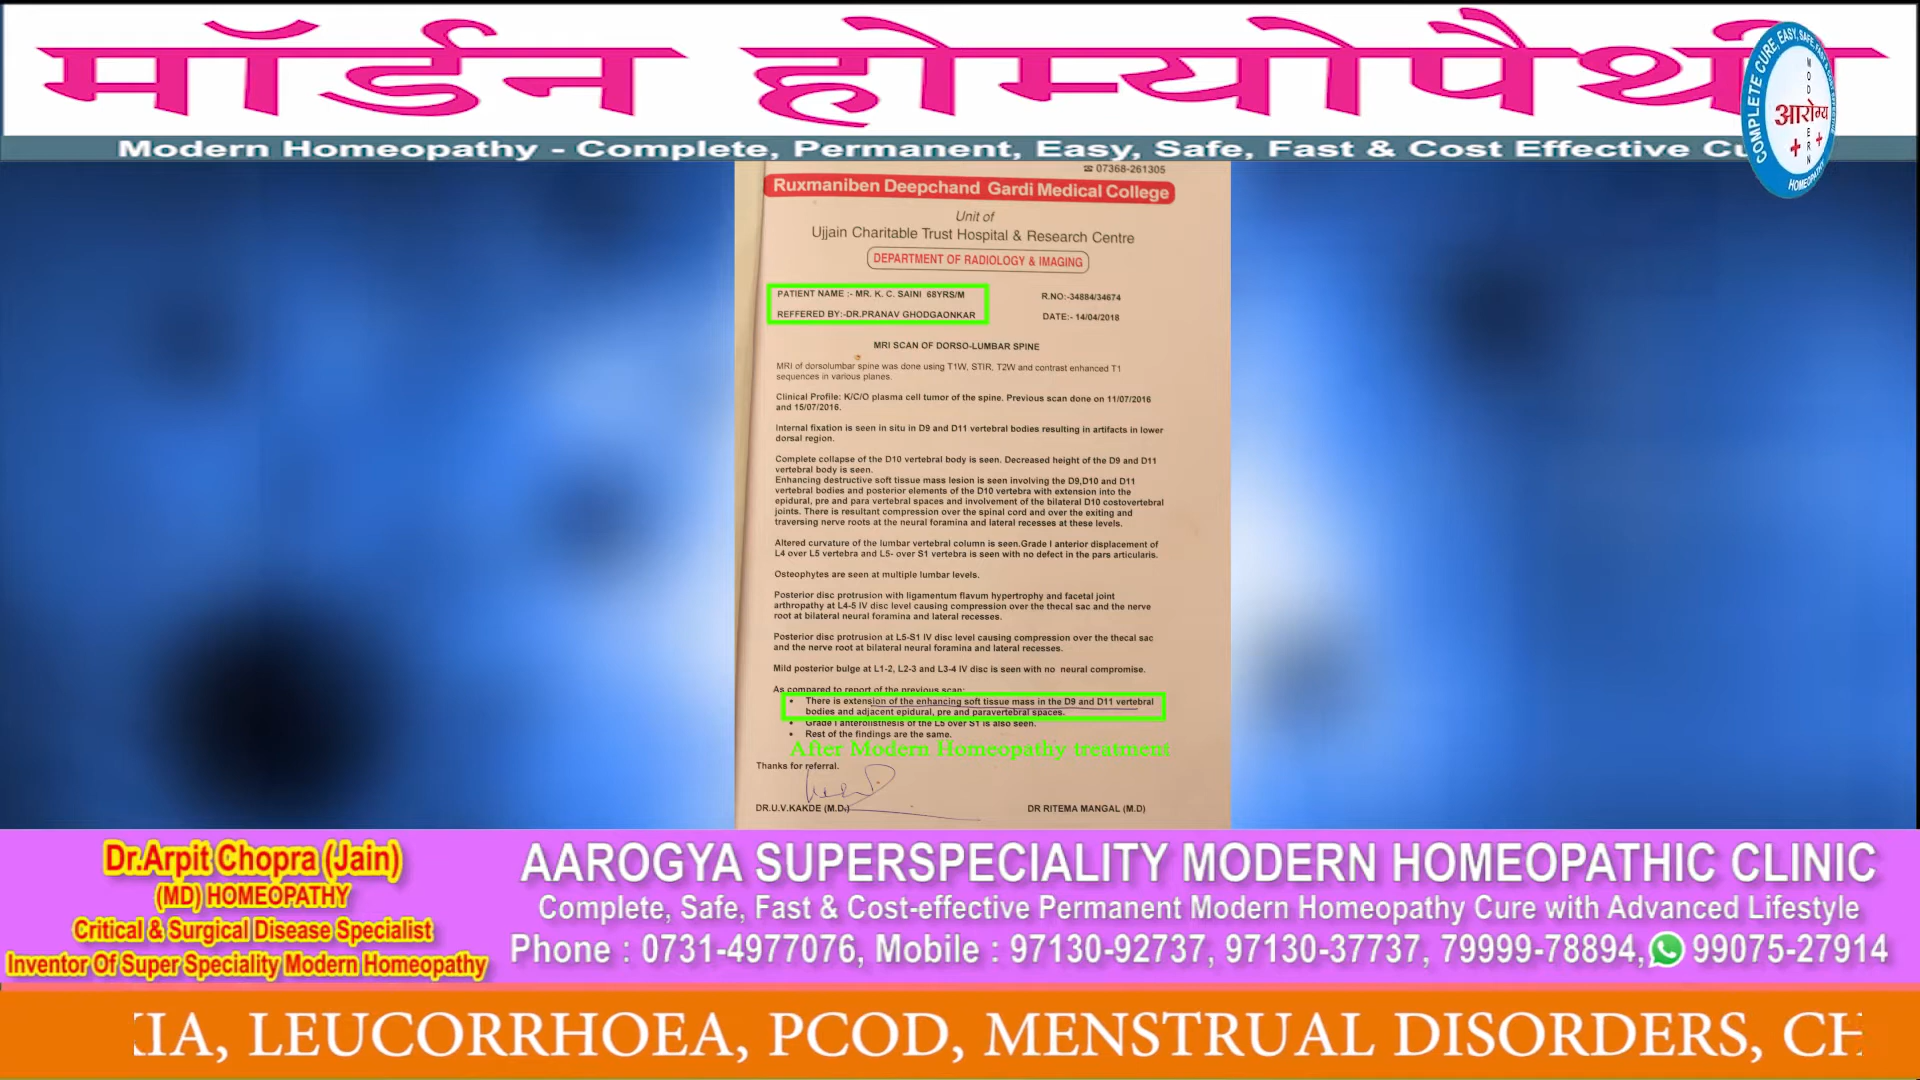 मॉर्डन होम्योपैथी
Modern Homeopathy - Complete, Permanent, Easy, Safe, Fast & Cost Effective
COMPLETE CURE, EASY, SAFE,
MODERN
आरोग्य
HOMEOPATHY
☎ 07368-261305
Ruxmaniben Deepchand Gardi Medical College
Unit of
Ujjain Charitable Trust Hospital & Research Centre
DEPARTMENT OF RADIOLOGY & IMAGING
PATIENT NAME :- MR. K. C. SAINI 68YRS/M
R.NO:-34884/34674
REFFERED BY:-DR.PRANAV GHODGAONKAR
DATE:- 14/04/2018
MRI SCAN OF DORSO-LUMBAR SPINE
MRI of dorsolumbar spine was done using T1W, STIR, T2W and contrast enhanced T1
sequences in various planes.
Clinical Profile: K/C/O plasma cell tumor of the spine. Previous scan done on 11/07/2016
and 15/07/2016.
Internal fixation is seen in situ in D9 and D11 vertebral bodies resulting in artifacts in lower
dorsal region.
Complete collapse of the D10 vertebral body is seen. Decreased height of the D9 and D11
vertebral body is seen.
Enhancing destructive soft tissue mass lesion is seen involving the D9,D10 and D11
vertebral bodies and posterior elements of the D10 vertebra with extension into the
epidural, pre and para vertebral spaces and involvement of the bilateral D10 costovertebral
joints. There is resultant compression over the spinal cord and over the exiting and
traversing nerve roots at the neural foramina and lateral recesses at these levels.
Altered curvature of the lumbar vertebral column is seen.Grade I anterior displacement of
L4 over L5 vertebra and L5- over S1 vertebra is seen with no defect in the pars articularis.
Osteophytes are seen at multiple lumbar levels.
Posterior disc protrusion with ligamentum flavum hypertrophy and facetal joint
arthropathy at L4-5 IV disc level causing compression over the thecal sac and the nerve
root at bilateral neural foramina and lateral recesses.
Posterior disc protrusion at L5-S1 IV disc level causing compression over the thecal sac
and the nerve root at bilateral neural foramina and lateral recesses.
Mild posterior bulge at L1-2, L2-3 and L3-4 IV disc is seen with no neural compromise.
As compared to report of the previous scan:
• There is extension of the enhancing soft tissue mass in the D9 and D11 vertebral
bodies and adjacent epidural, pre and paravertebral spaces.
• Grade I anterolisthesis of the L5 over S1 is also seen.
• Rest of the findings are the same.
After Modern Homeopathy treatment
Thanks for referral.
DR.U.V.KAKDE (M.D.)
DR RITEMA MANGAL (M.D)
Dr.Arpit Chopra (Jain)
(MD) HOMEOPATHY
Critical & Surgical Disease Specialist
Inventor Of Super Speciality Modern Homeopathy
AAROGYA SUPERSPECIALITY MODERN HOMEOPATHIC CLINIC
Complete, Safe, Fast & Cost-effective Permanent Modern Homeopathy Cure with Advanced Lifestyle
Phone : 0731-4977076, Mobile : 97130-92737, 97130-37737, 79999-78894, 99075-27914
IA, LEUCORRHOEA, PCOD, MENSTRUAL DISORDERS, CH